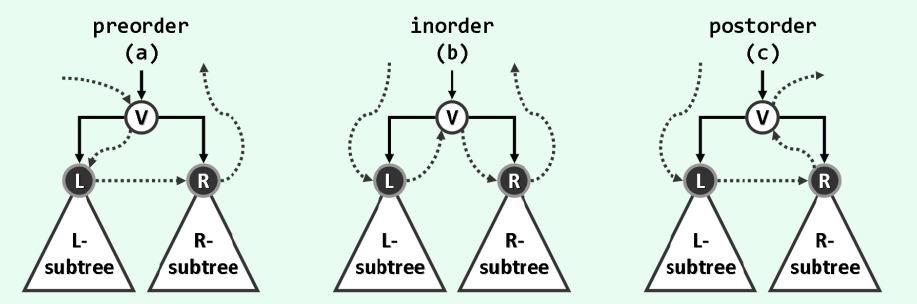 preorder
(a)
V
L
R
L-
subtree
R-
subtree
inorder
(b)
V
L
R
L-
subtree
R-
subtree
postorder
(c)
V
L
R
L-
subtree
R-
subtree